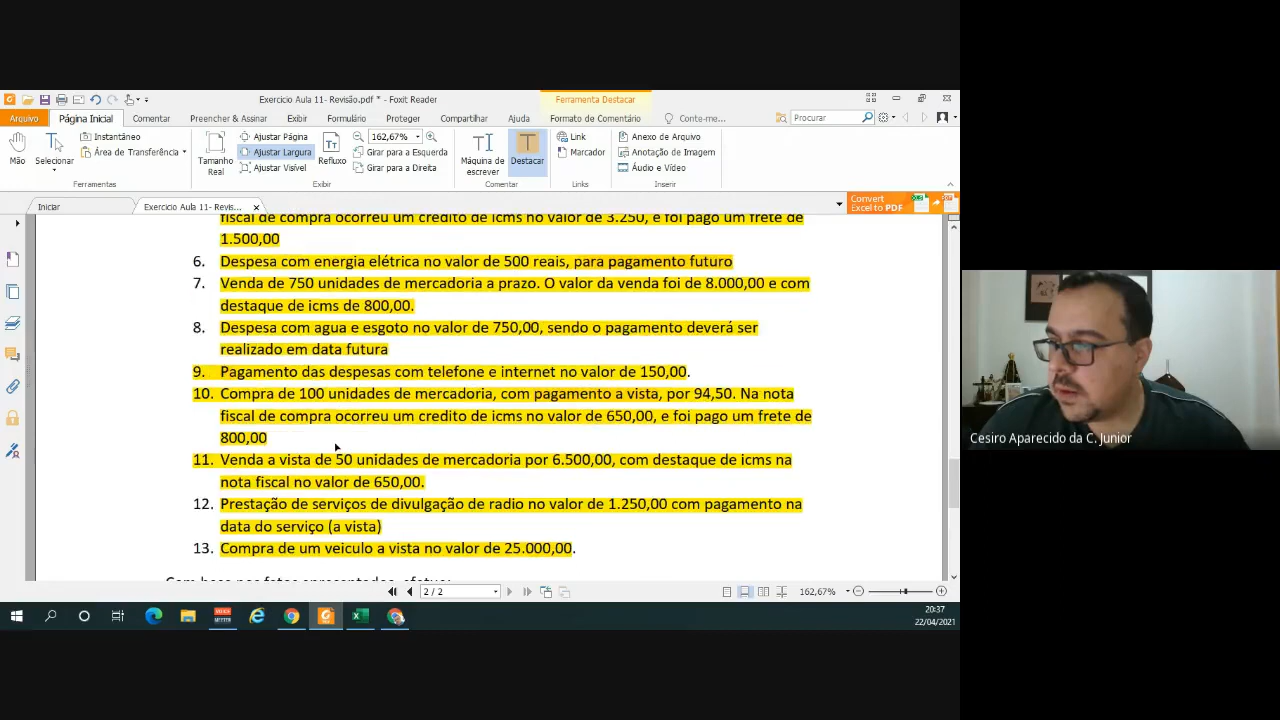 Exercicio Aula 11- Revisão.pdf * - Foxit Reader
Ferramenta Destacar
Arquivo Página Inicial Comentar Preencher & Assinar Exibir Formulário Proteger Compartilhar Ajuda Formato de Comentário Conte-me... Procurar
Mão
Selecionar
Instantâneo
Área de Transferência
Ferramentas
Tamanho Real
Ajustar Página
Ajustar Largura
Ajustar Visível
Refluxo
162,67%
Girar para a Esquerda
Girar para a Direita
Exibir
Máquina de escrever
Destacar
Comentar
Link
Marcador
Links
Anexo de Arquivo
Anotação de Imagem
Áudio e Vídeo
Inserir
Iniciar
Exercicio Aula 11- Revis...
Convert
Excel to PDF
fiscal de compra ocorreu um credito de icms no valor de 3.250, e foi pago um frete de
1.500,00
6. Despesa com energia elétrica no valor de 500 reais, para pagamento futuro
7. Venda de 750 unidades de mercadoria a prazo. O valor da venda foi de 8.000,00 e com
destaque de icms de 800,00.
8. Despesa com agua e esgoto no valor de 750,00, sendo o pagamento deverá ser
realizado em data futura
9. Pagamento das despesas com telefone e internet no valor de 150,00.
10. Compra de 100 unidades de mercadoria, com pagamento a vista, por 94,50. Na nota
fiscal de compra ocorreu um credito de icms no valor de 650,00, e foi pago um frete de
800,00
11. Venda a vista de 50 unidades de mercadoria por 6.500,00, com destaque de icms na
nota fiscal no valor de 650,00.
12. Prestação de serviços de divulgação de radio no valor de 1.250,00 com pagamento na
data do serviço (a vista)
13. Compra de um veiculo a vista no valor de 25.000,00.
Com base nos fatos apresentados, efetue:
2 / 2
162,67%
20:37
22/04/2021
Cesiro Aparecido da C. Junior